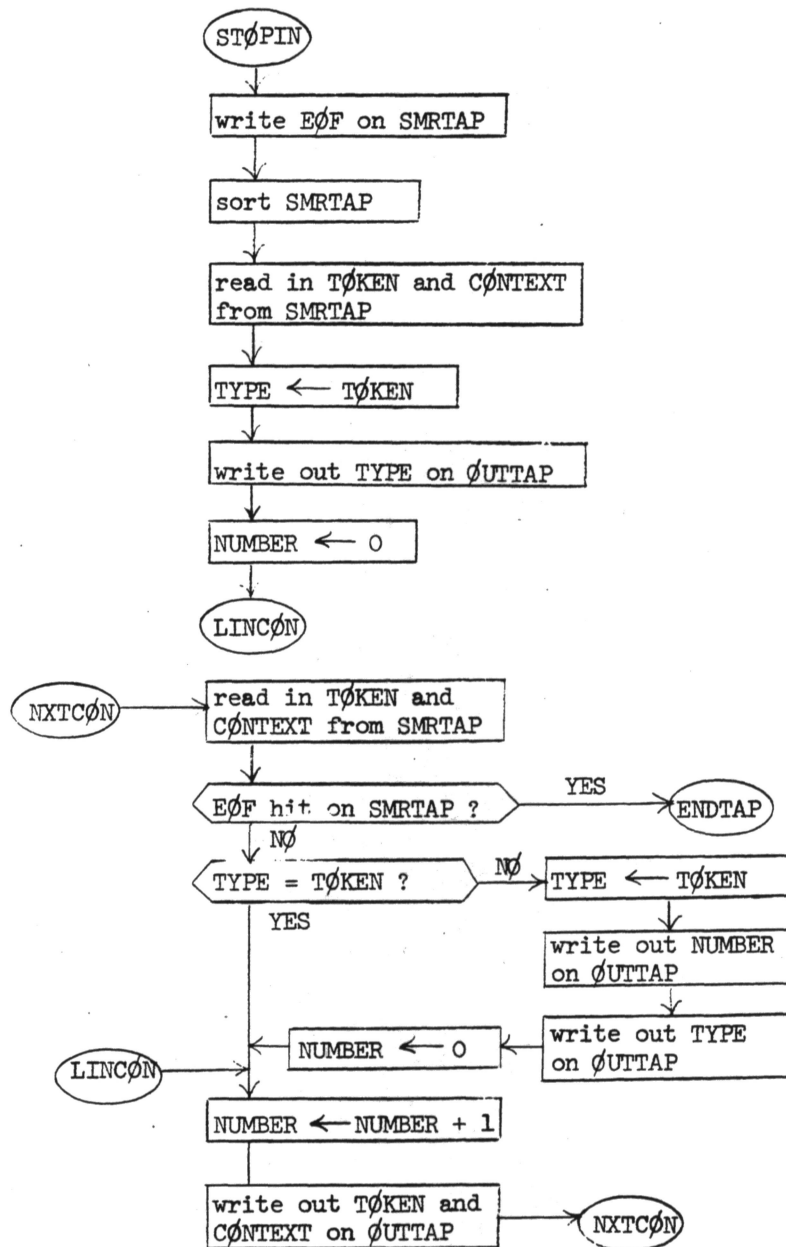 STØPIN
write EØF on SMRTAP
sort SMRTAP
read in TØKEN and CØNTEXT
from SMRTAP
TYPE ← TØKEN
write out TYPE on ØUTTAP
NUMBER ← 0
LINCØN
NXTCØN
read in TØKEN and
CØNTEXT from SMRTAP
EØF hit on SMRTAP ?
YES
ENDTAP
NØ
TYPE = TØKEN ?
NØ
TYPE ← TØKEN
YES
write out NUMBER
on ØUTTAP
write out TYPE
on ØUTTAP
NUMBER ← 0
LINCØN
NUMBER ← NUMBER + 1
write out TØKEN and
CØNTEXT on ØUTTAP
NXTCØN